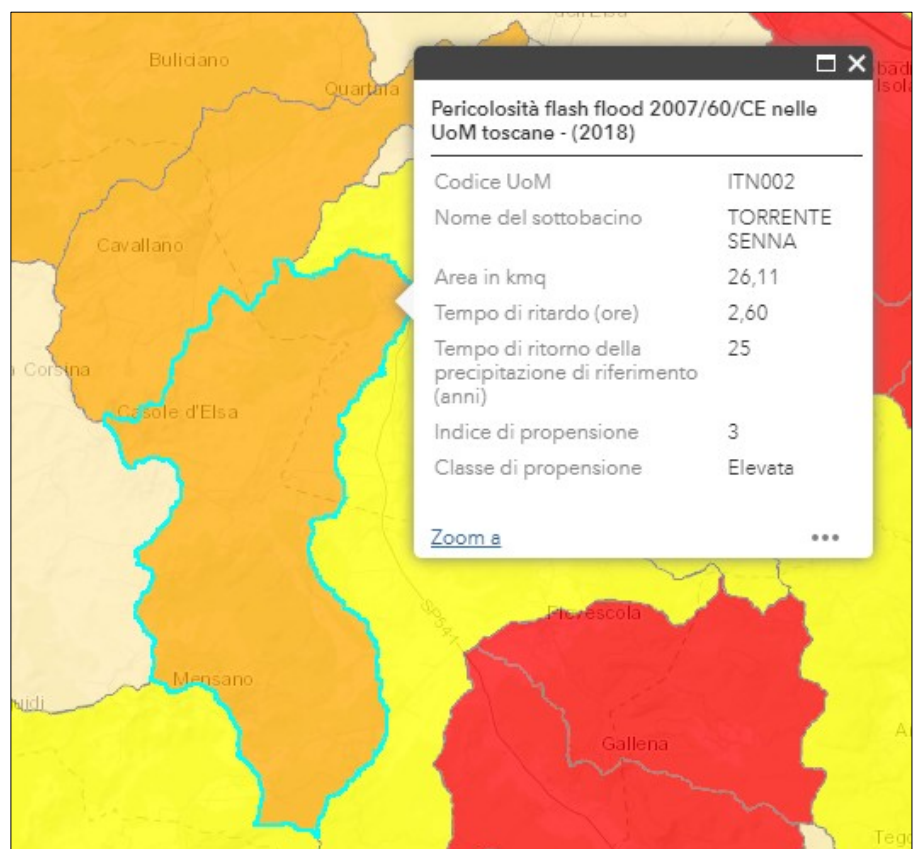 Buliciano
Quartaia
Isola
Pericolosità flash flood 2007/60/CE nelle
UoM toscane - (2018)
Codice UoM ITN002
Nome del sottobacino TORRENTE
SENNA
Cavallano
Area in kmq 26,11
Tempo di ritardo (ore) 2,60
Tempo di ritorno della 25
precipitazione di riferimento
(anni)
Corsina
Casole d'Elsa
Indice di propensione 3
Classe di propensione Elevata
Zoom a
SP541
Pievescola
Mensano
Gallena